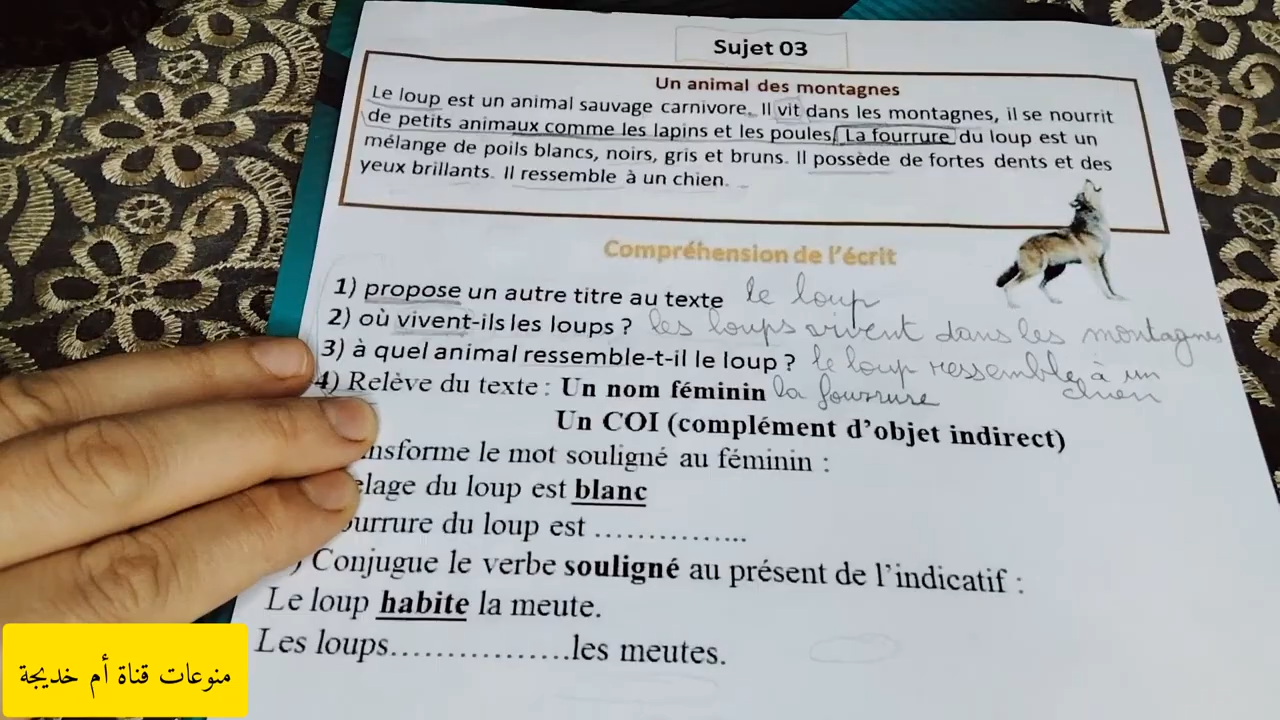 Sujet 03
Un animal des montagnes
Le loup est un animal sauvage carnivore. Il vit dans les montagnes, il se nourrit
de petits animaux comme les lapins et les poules. La fourrure du loup est un
mélange de poils blancs, noirs, gris et bruns. Il possède de fortes dents et des
yeux brillants. Il ressemble à un chien.
Compréhension de l'écrit
1) propose un autre titre au texte le loup
2) où vivent-ils les loups ? les loups vivent dans les montagnes
3) à quel animal ressemble-t-il le loup ? le loup ressemble à un
chien
4) Relève du texte : Un nom féminin la fourrure
Un COI (complément d'objet indirect)
nsforme le mot souligné au féminin :
elage du loup est blanc
ourrure du loup est ...............
) Conjugue le verbe souligné au présent de l'indicatif :
Le loup habite la meute.
Les loups.................les meutes.
منوعات قناة أم خديجة